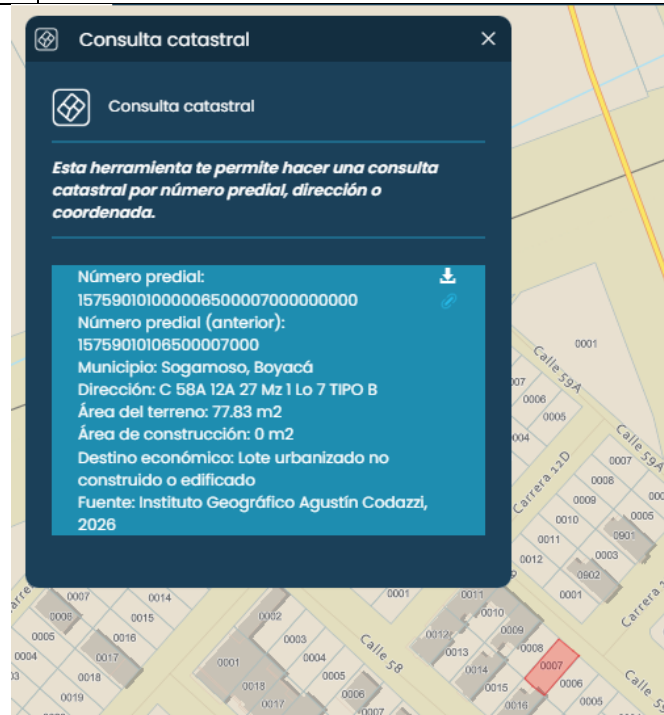 Consulta catastral
Consulta catastral
Esta herramienta te permite hacer una consulta
catastral por número predial, dirección o
coordenada.
Número predial:
157590101000006500007000000000
Número predial (anterior):
15759010106500007000
Municipio: Sogamoso, Boyacá
Dirección: C 58A 12A 27 Mz 1 Lo 7 TIPO B
Área del terreno: 77.83 m2
Área de construcción: 0 m2
Destino económico: Lote urbanizado no
construido o edificado
Fuente: Instituto Geográfico Agustín Codazzi,
2026
0001
Calle 59A
0006
0005
Calle 59A
Carrera 12D
0007
0008
0009
0010
0005
0011
0901
0012
0003
0902
0001
0007
0014
0006
0015
0005
0016
0004
0017
0018
0019
0002
0003
0004
0001
0005
0018
0006
0017
0007
Calle 58
0001
0011
0010
0012
0009
0013
0008
0014
0007
0015
0006
0016
0005